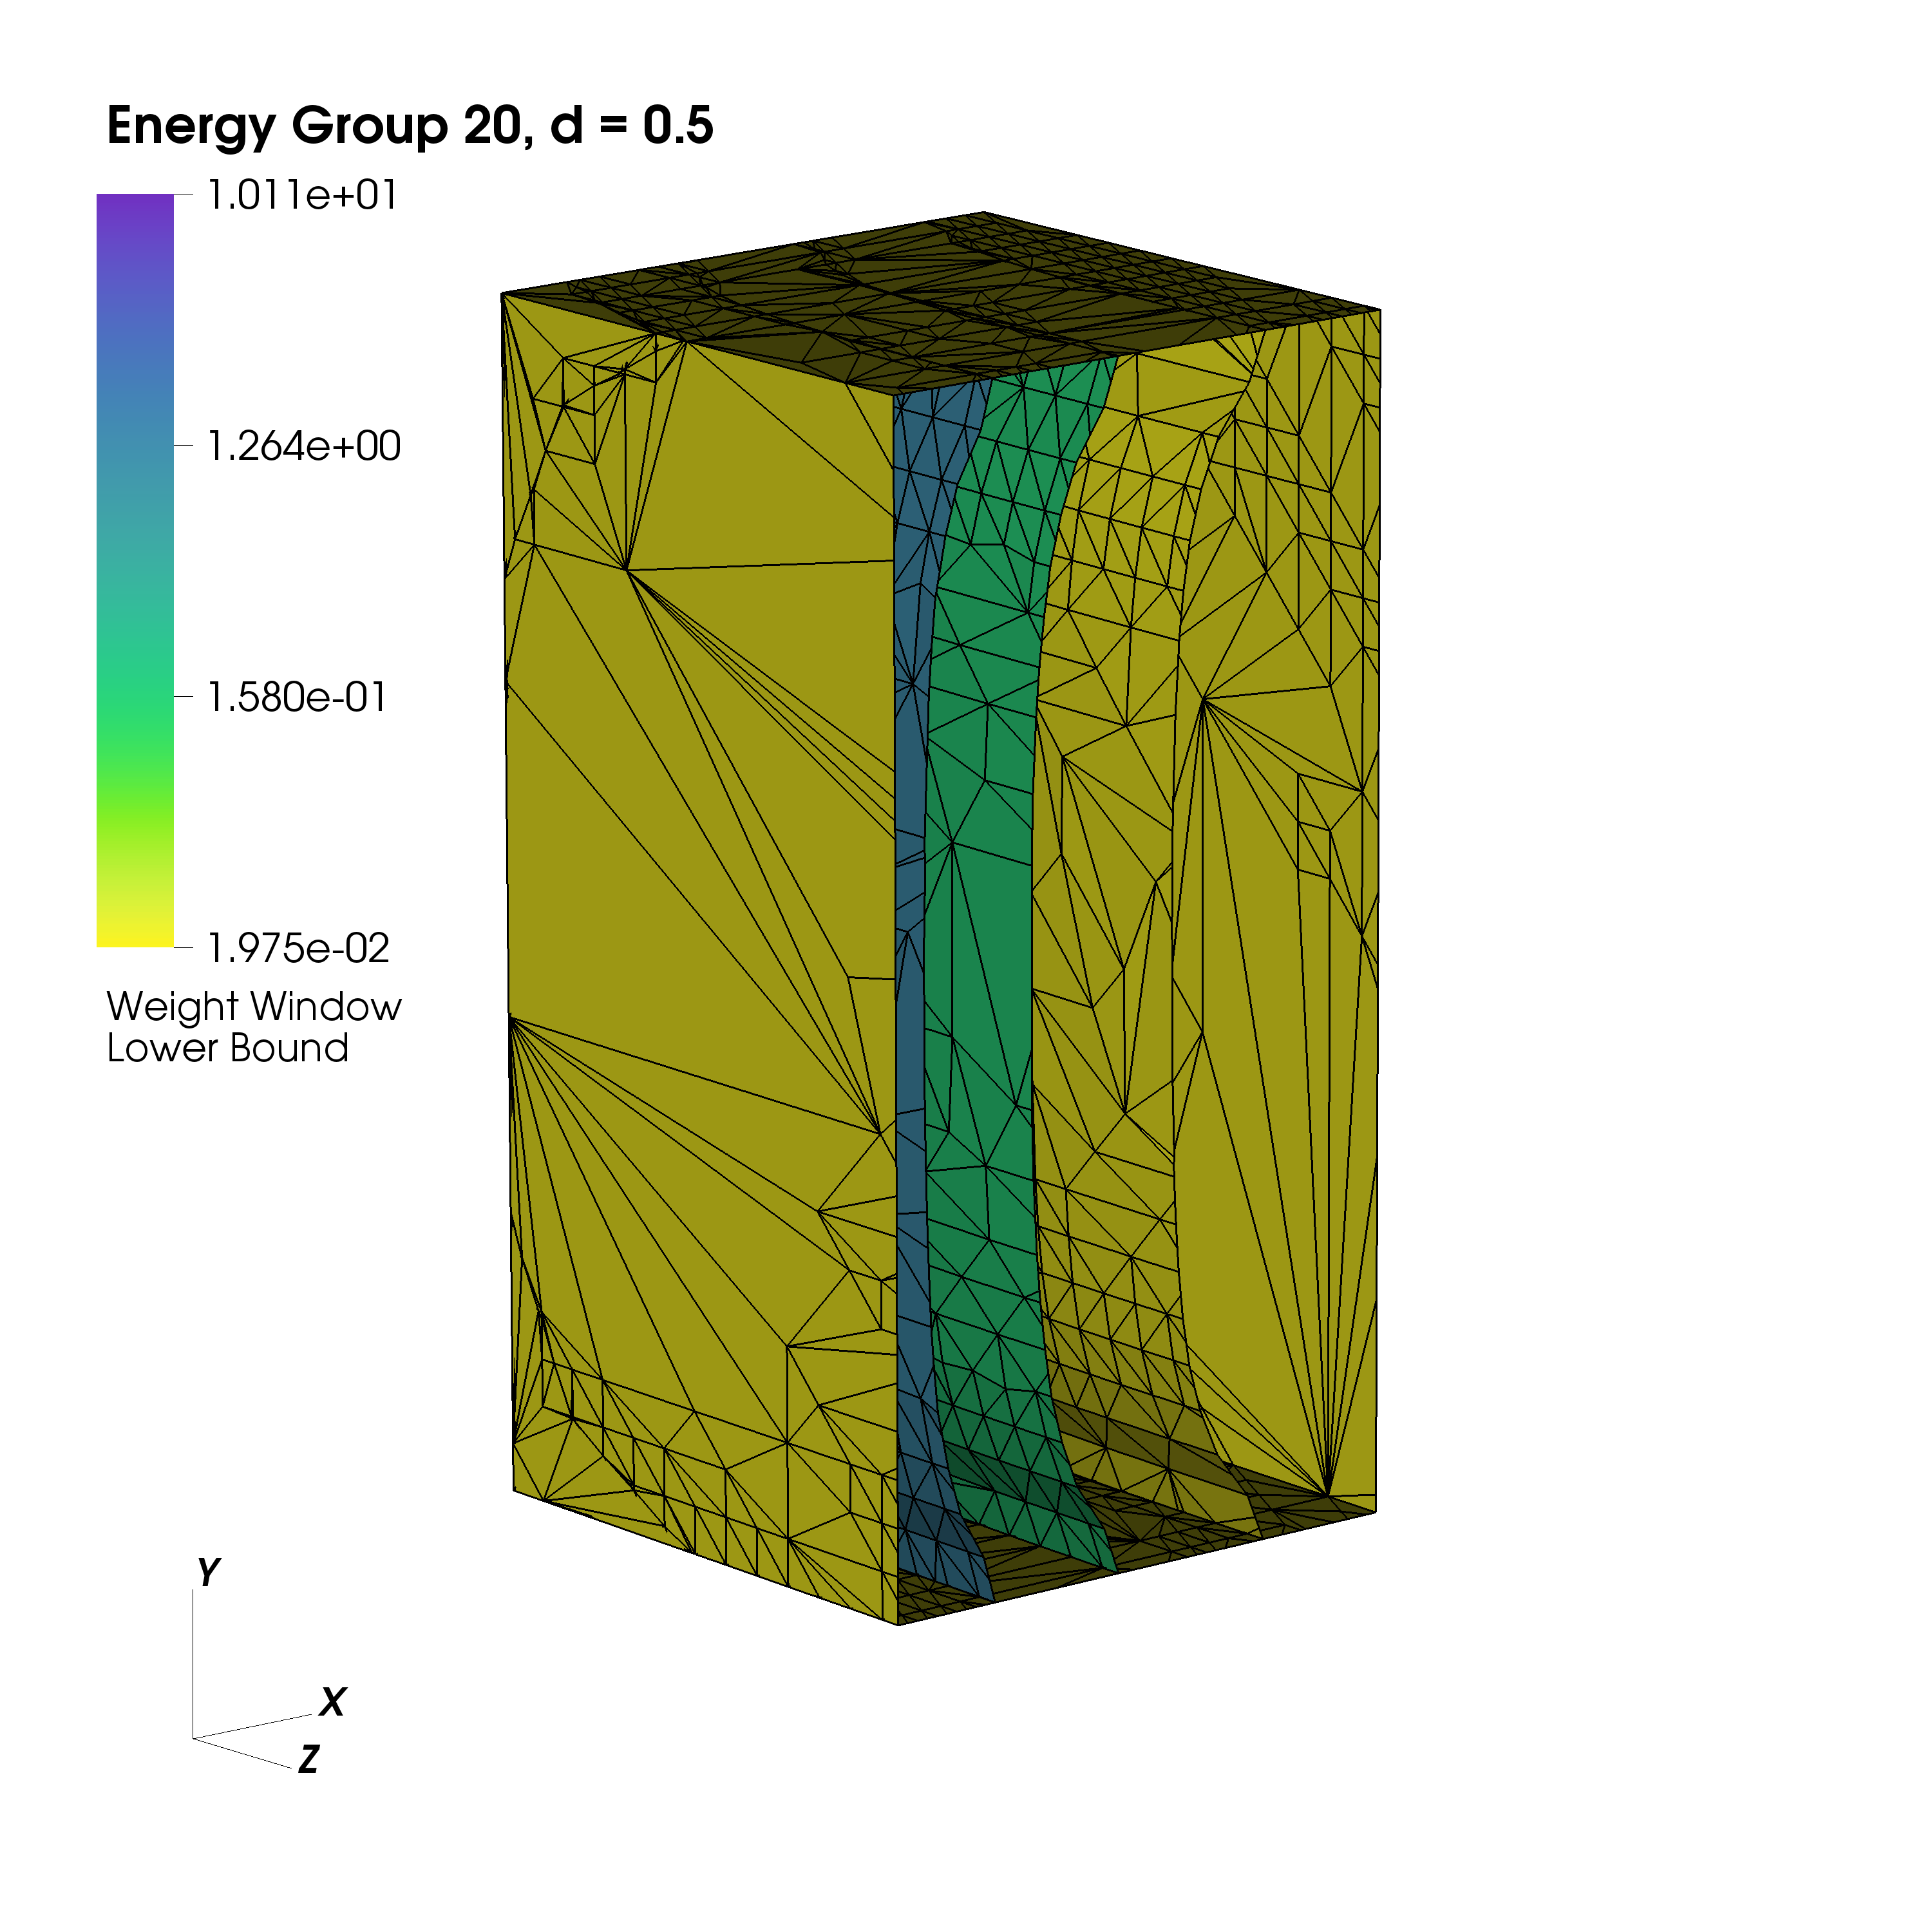 Energy Group 20, d = 0.5
1.011e+01
1.264e+00
1.580e-01
1.975e-02
Weight Window
Lower Bound
Y
X
Z